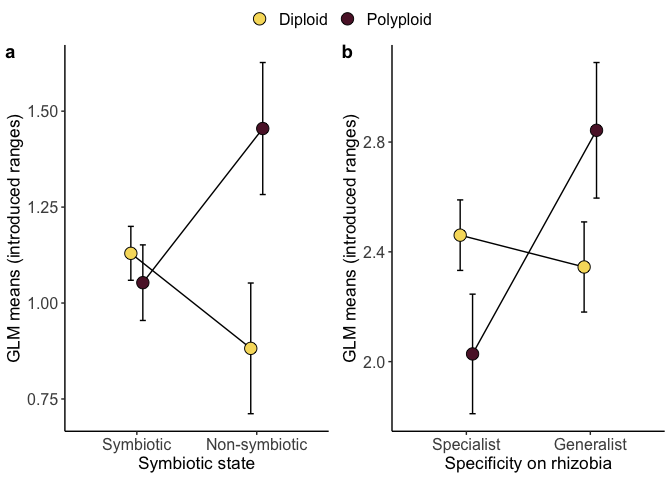 Diploid Polyploid
a
GLM means (introduced ranges)
1.50
1.25
1.00
0.75
Symbiotic Non-symbiotic
Symbiotic state
b
GLM means (introduced ranges)
2.8
2.4
2.0
Specialist Generalist
Specificity on rhizobia